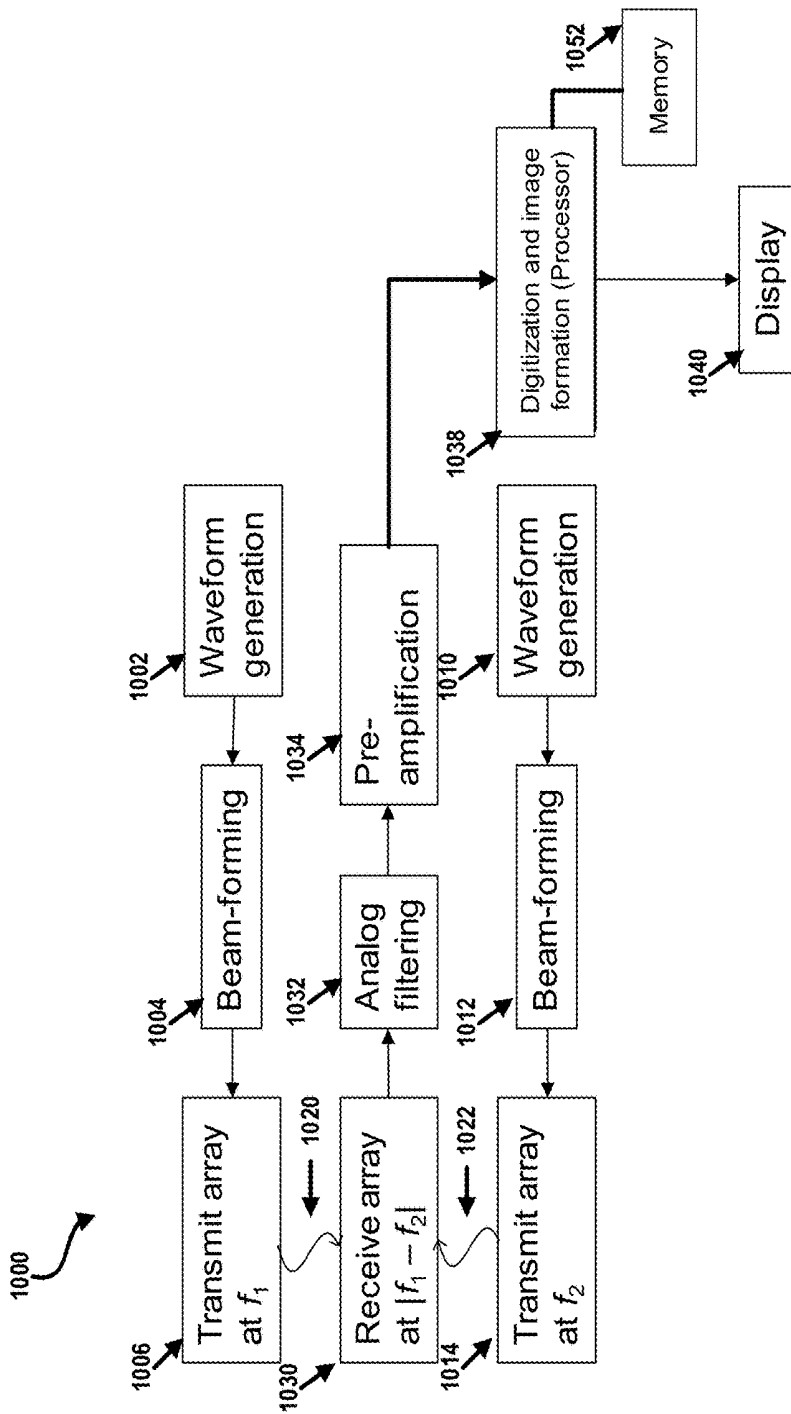 1000
1006
Transmit array
at f1
1004
Beam-forming
1002
Waveform
generation
1020
1030
Receive array
at |f1 – f2|
1032
Analog
filtering
1034
Pre-
amplification
1022
1014
Transmit array
at f2
1012
Beam-forming
1010
Waveform
generation
1038
Digitization and image
formation (Processor)
1052
Memory
1040
Display